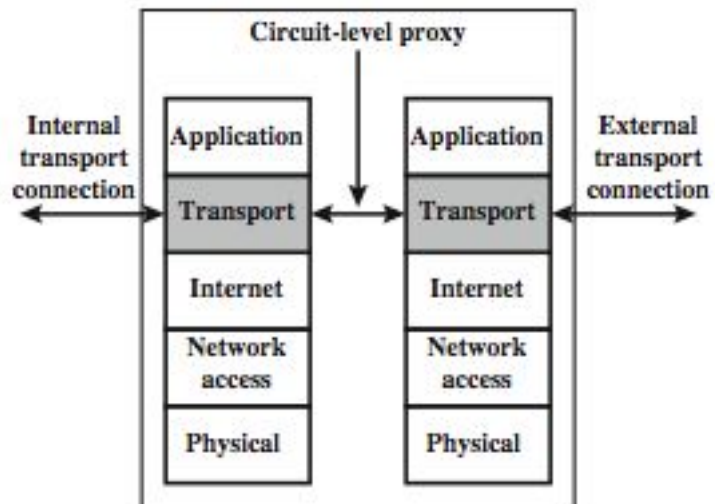 Circuit-level proxy
Internal
transport
connection
Application
Transport
Internet
Network
access
Physical
Application
Transport
Internet
Network
access
Physical
External
transport
connection